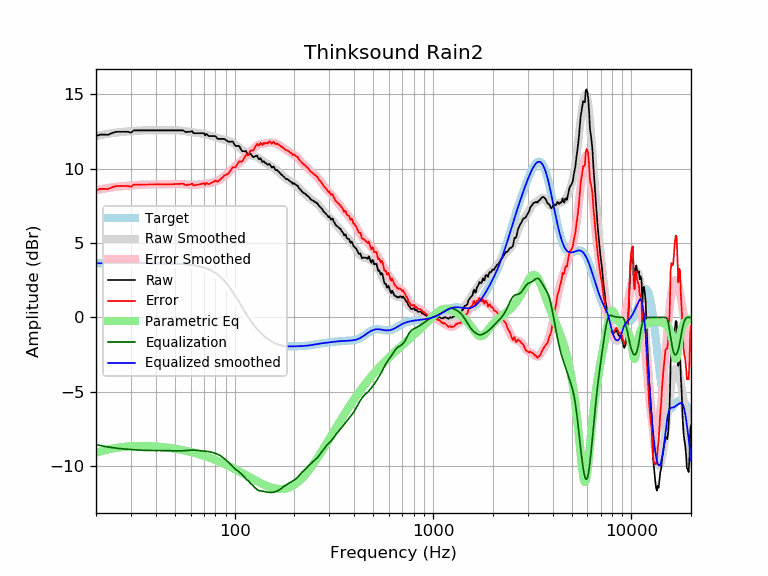 Thinksound Rain2
Amplitude (dBr)
15
10
5
0
−5
−10
Target
Raw Smoothed
Error Smoothed
Raw
Error
Parametric Eq
Equalization
Equalized smoothed
100
1000
10000
Frequency (Hz)